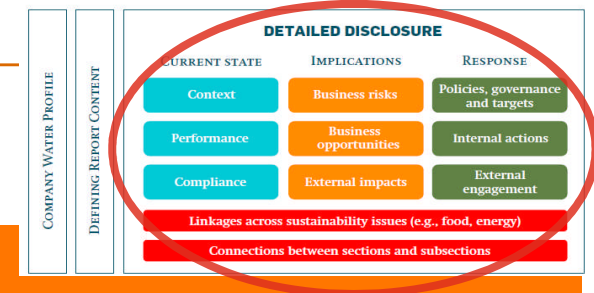 COMPANY WATER PROFILE
DEFINING REPORT CONTENT
DETAILED DISCLOSURE
CURRENT STATE IMPLICATIONS RESPONSE
Context Business risks Policies, governance
and targets
Performance Business
opportunities Internal actions
Compliance External impacts External
engagement
Linkages across sustainability issues (e.g., food, energy)
Connections between sections and subsections